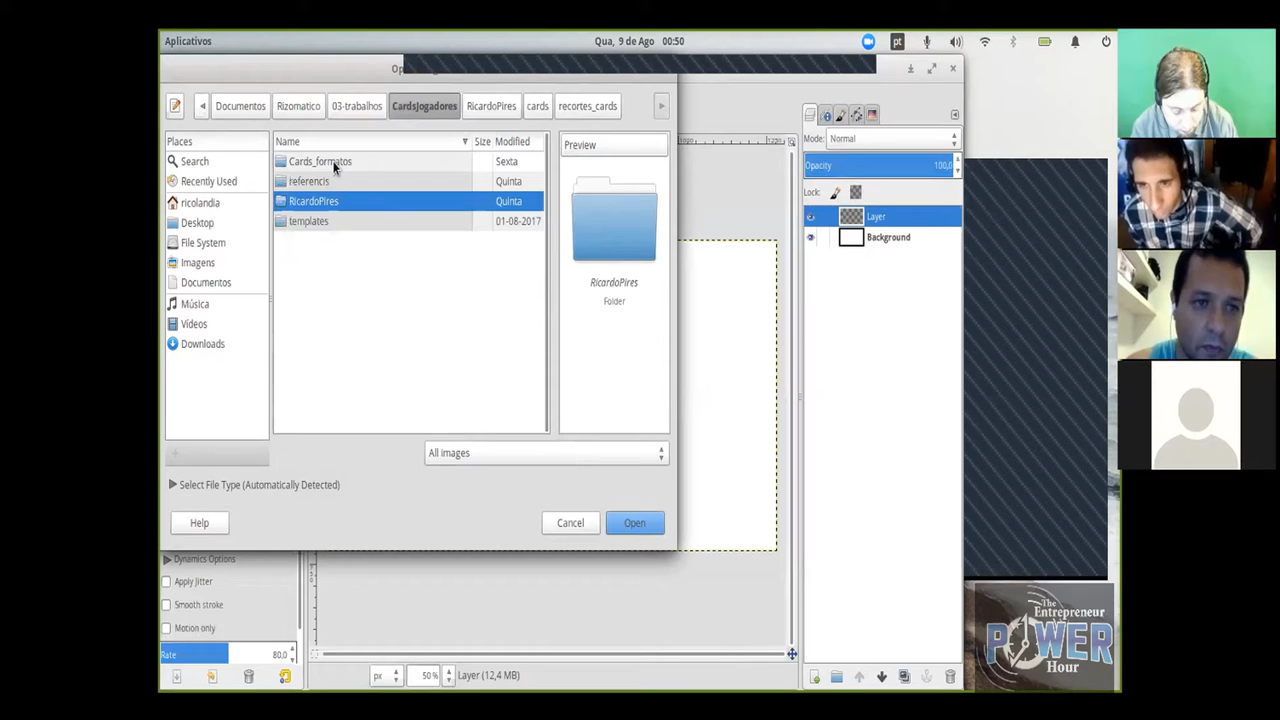 Aplicativos
Qua, 9 de Ago 00:50
pt
Op
Documentos
Rizomatico
03-trabalhos
CardsJogadores
RicardoPires
cards
recortes_cards
Places
Search
Recently Used
ricolandia
Desktop
File System
Imagens
Documentos
Música
Vídeos
Downloads
Name Size Modified
Cards_formatos Sexta
referencis Quinta
RicardoPires Quinta
templates 01-08-2017
Preview
RicardoPires
Folder
All images
Select File Type (Automatically Detected)
Help
Cancel
Open
Dynamics Options
Apply Jitter
Smooth stroke
Motion only
Rate 80,0
px
50 %
Layer (12,4 MB)
Mode: Normal
Opacity 100,0
Lock:
Layer
Background
The
Entrepreneur
POWER
Hour